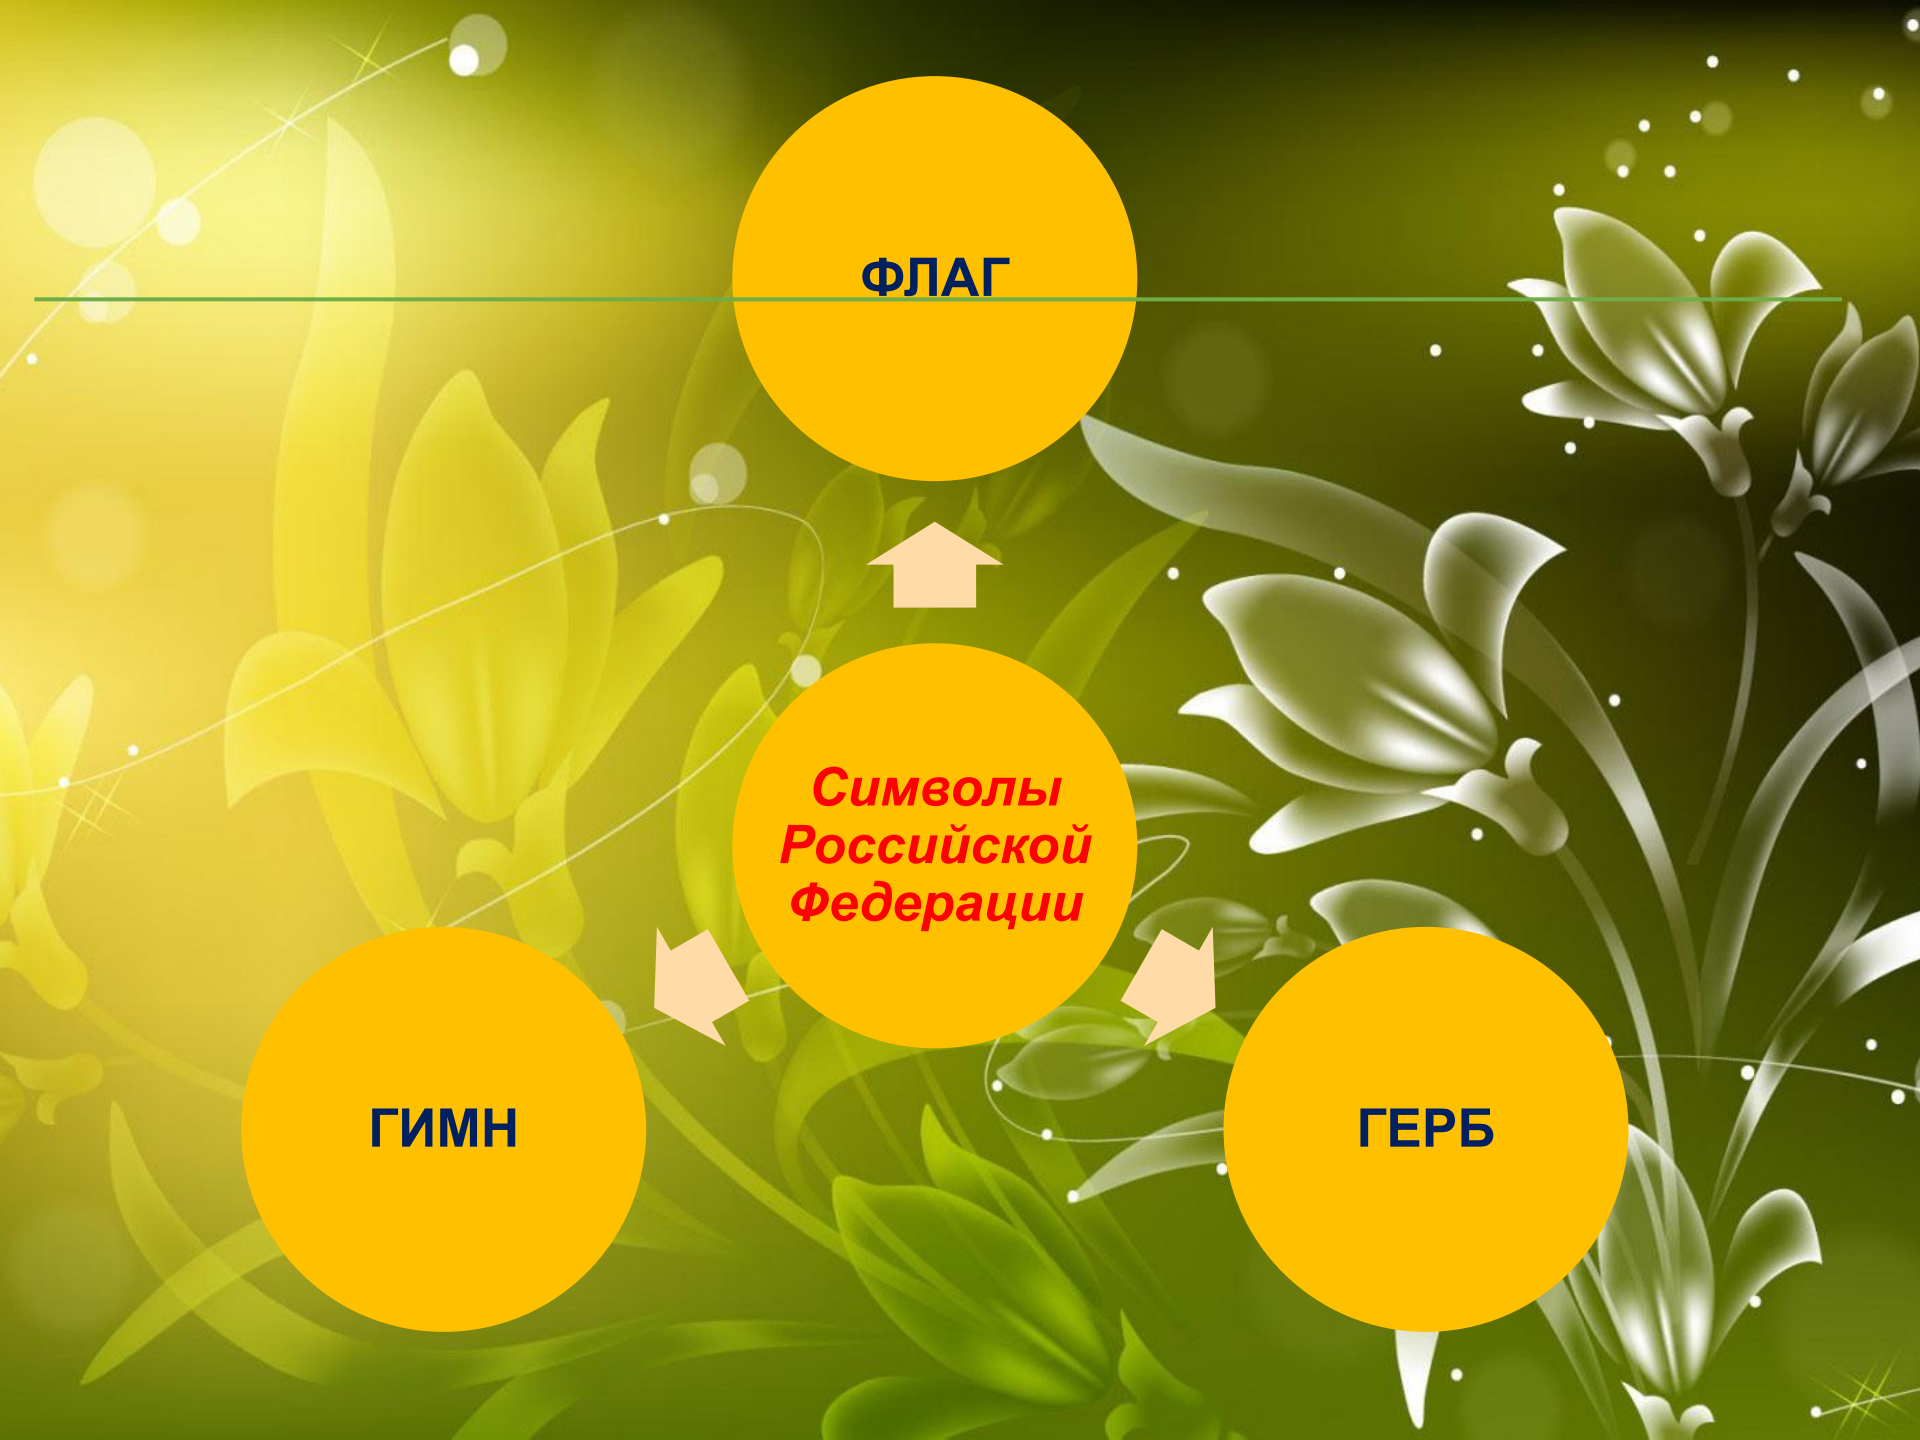 ФЛАГ
Символы
Российской
Федерации
ГИМН
ГЕРБ